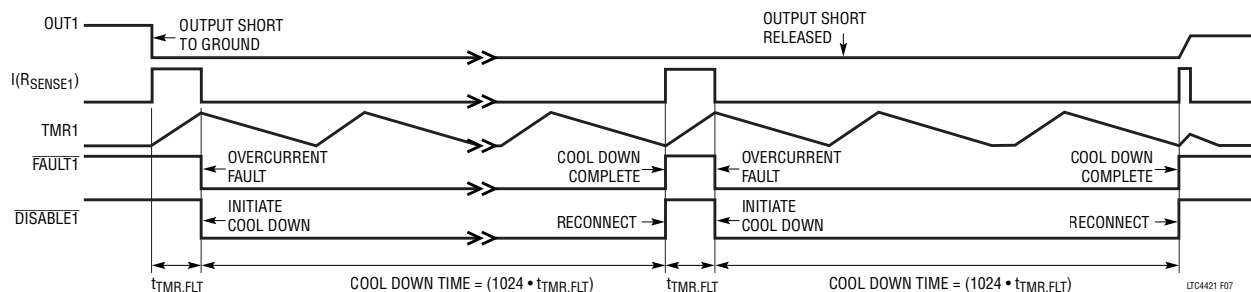 OUT1
OUTPUT SHORT
TO GROUND
OUTPUT SHORT
RELEASED
I(RSENSE1)
TMR1
FAULT1
OVERCURRENT
FAULT
COOL DOWN
COMPLETE
OVERCURRENT
FAULT
COOL DOWN
COMPLETE
DISABLE1
INITIATE
COOL DOWN
RECONNECT
INITIATE
COOL DOWN
RECONNECT
tTMR,FLT
COOL DOWN TIME = (1024 • tTMR,FLT)
tTMR,FLT
COOL DOWN TIME = (1024 • tTMR,FLT)
LTC4421 F07